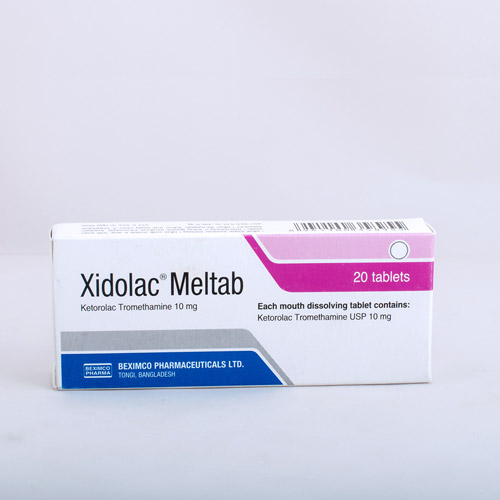 20 tablets
Xidolac® Meltab
Ketorolac Tromethamine 10 mg
Each mouth dissolving tablet contains:
Ketorolac Tromethamine USP 10 mg
BEXIMCO
PHARMA
BEXIMCO PHARMACEUTICALS LTD.
TONGI, BANGLADESH